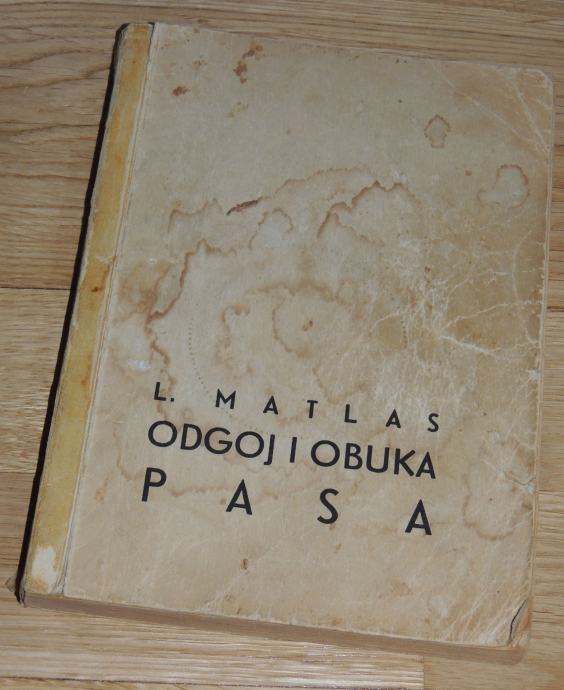 L. MATLAS
ODGOJ I OBUKA
PASA